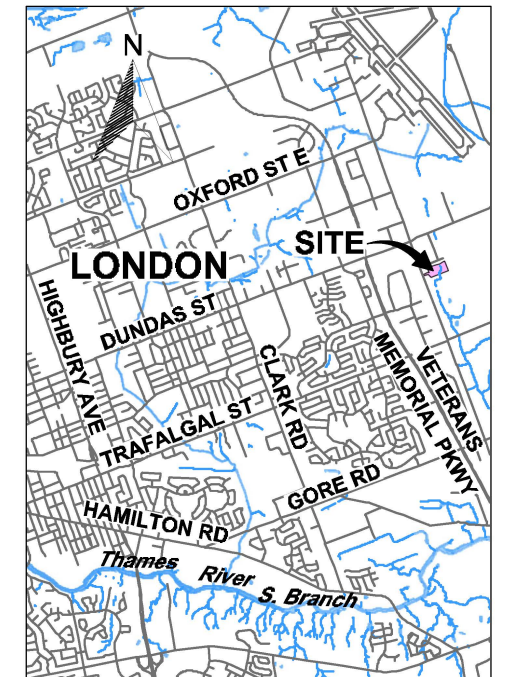 N
OXFORD ST E
SITE
LONDON
HIGHBURY AVE
DUNDAS ST
CLARK RD
VETERANS
MEMORIAL PKWY
TRAFALGAL ST
GORE RD
HAMILTON RD
Thames River S. Branch